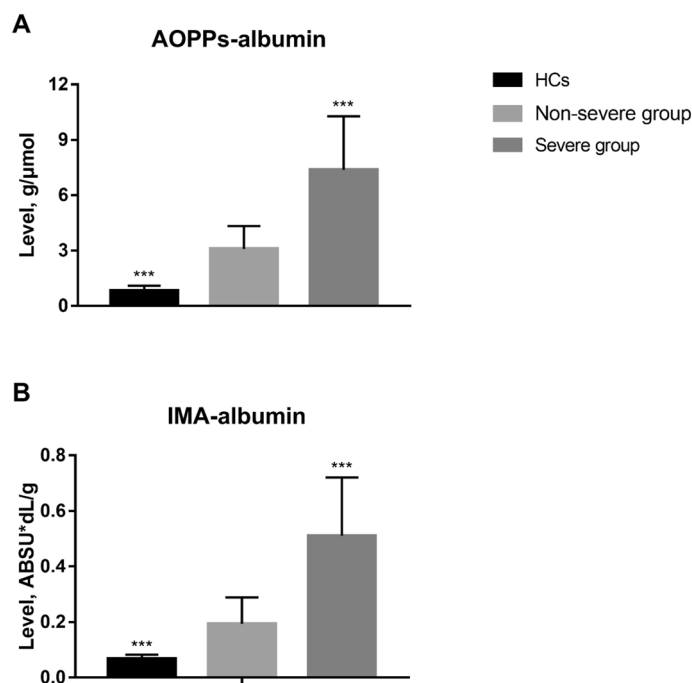 A
AOPPs-albumin
Level, g/μmol
12
9
6
3
0
***
***
HCs
Non-severe group
Severe group
B
IMA-albumin
Level, ABSU*dL/g
0.8
0.6
0.4
0.2
0.0
***
***